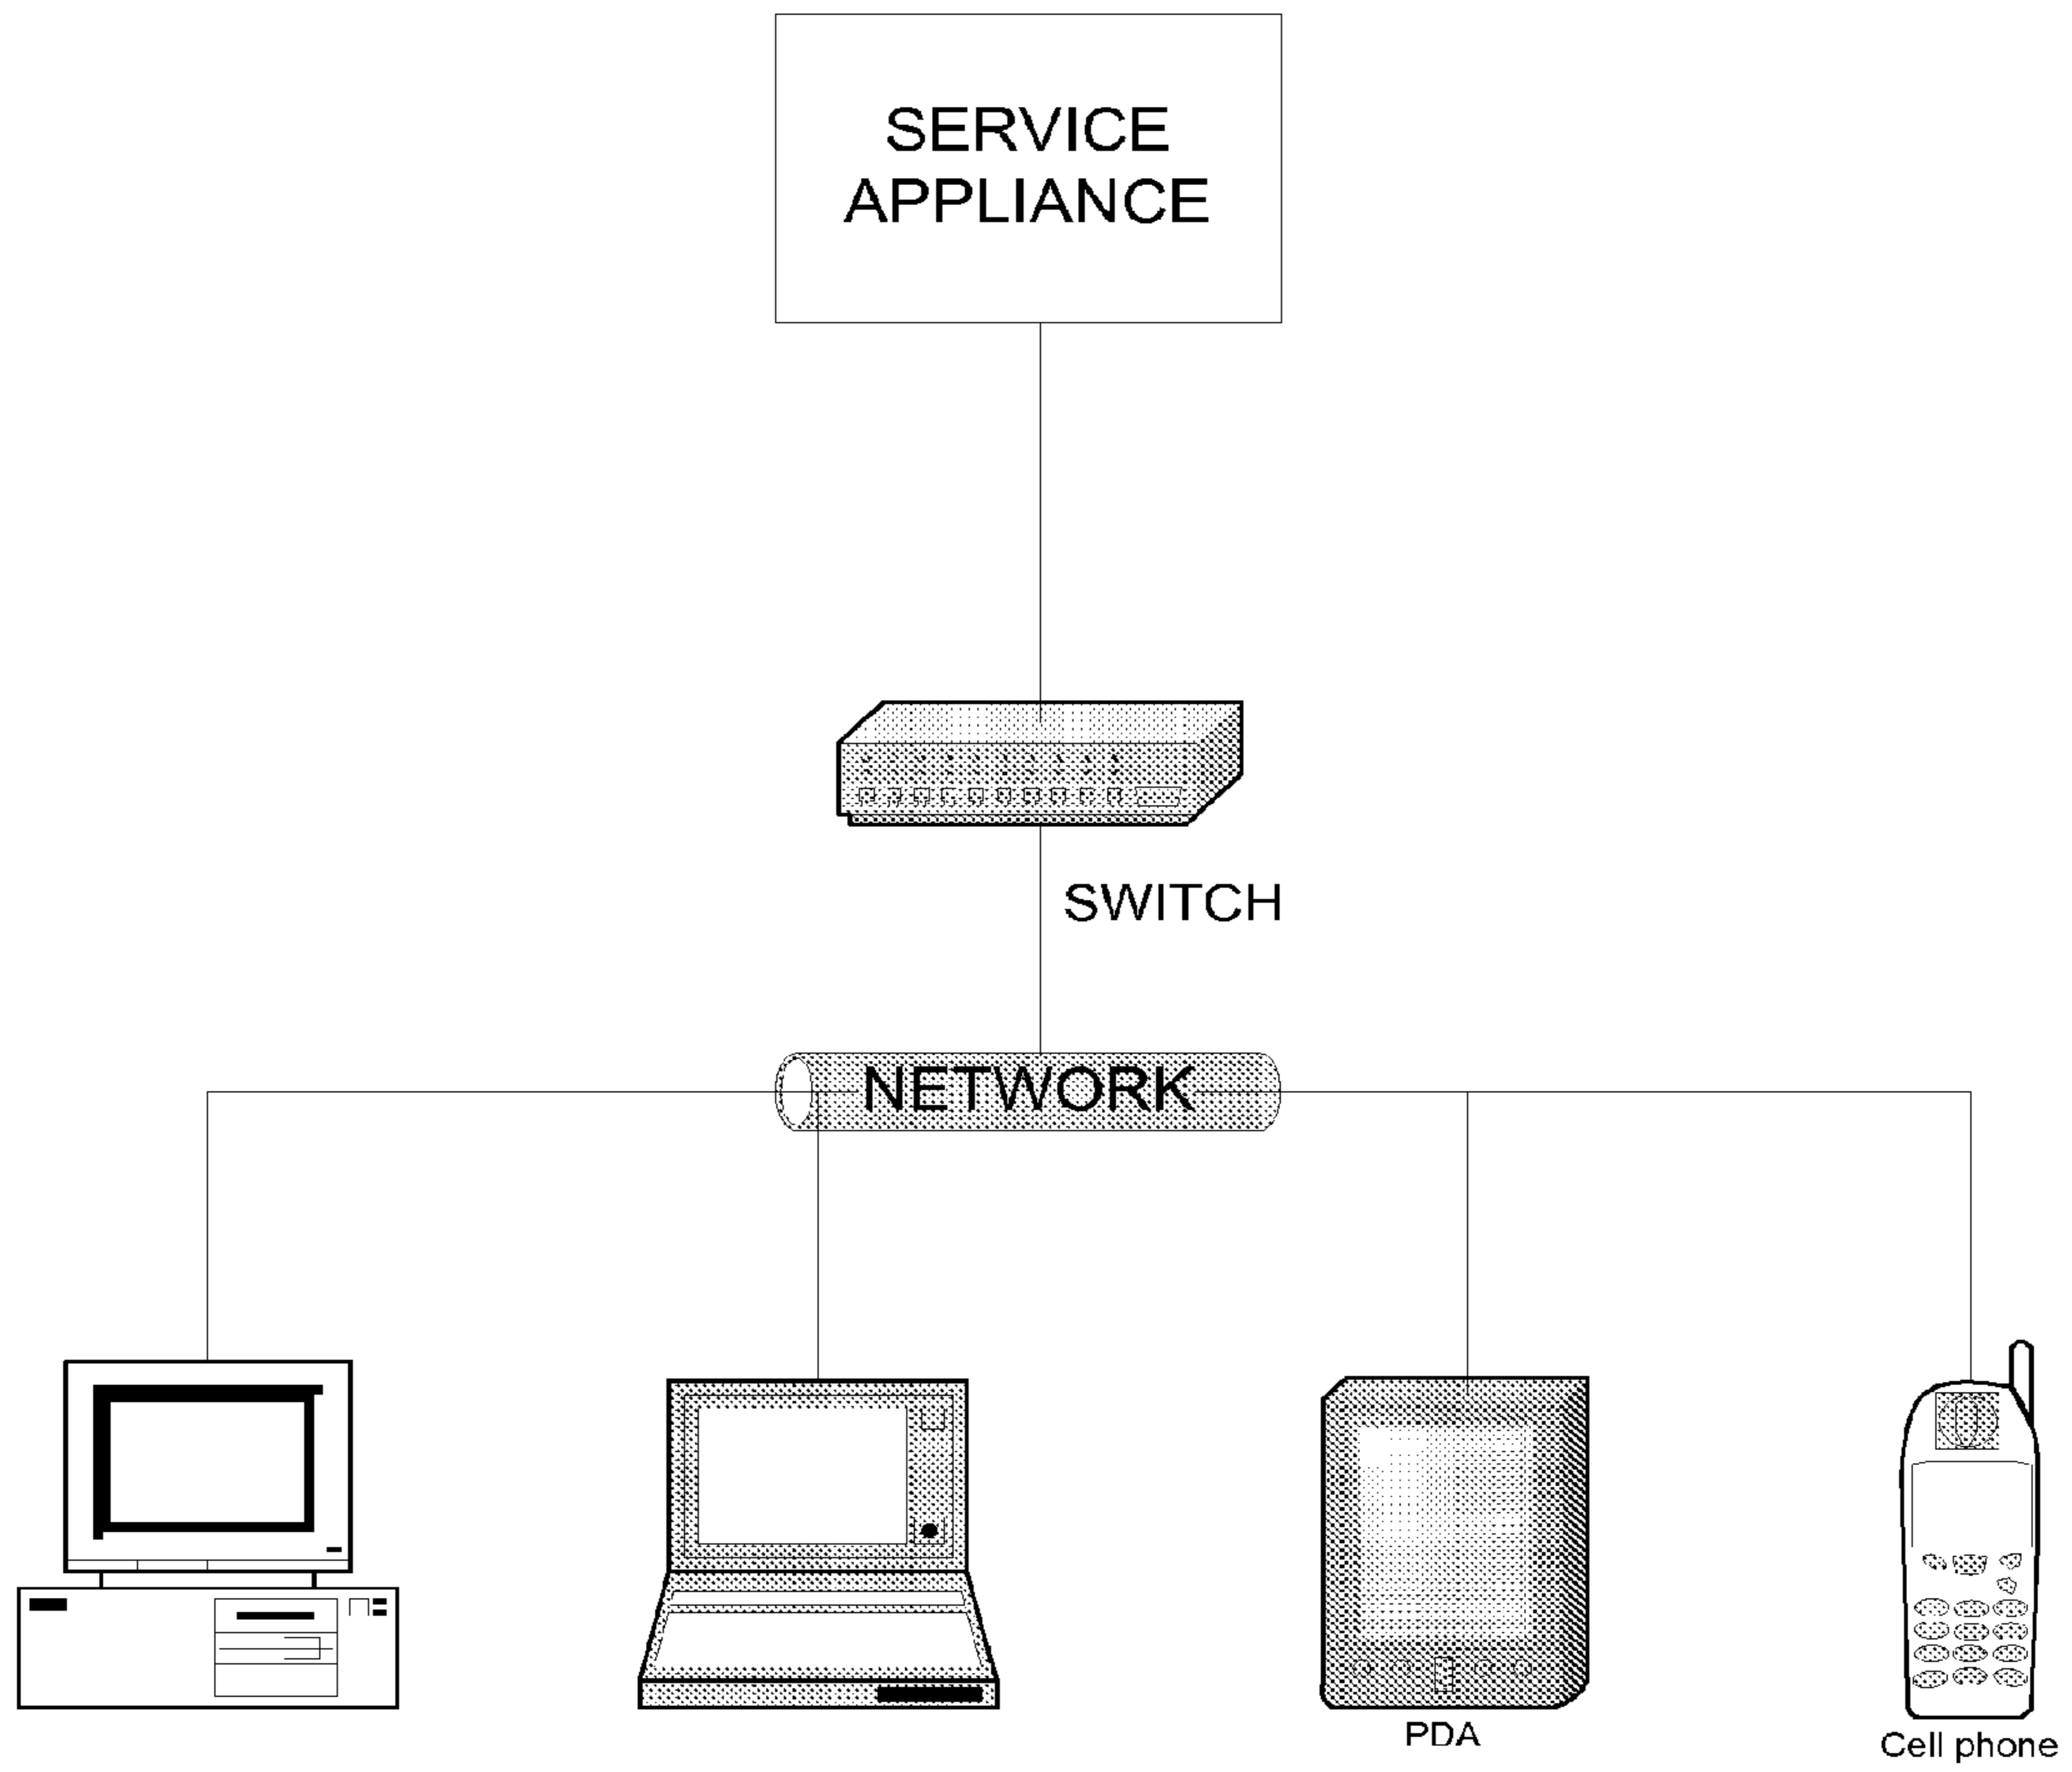 SERVICE
APPLIANCE
SWITCH
NETWORK
PDA
Cell phone